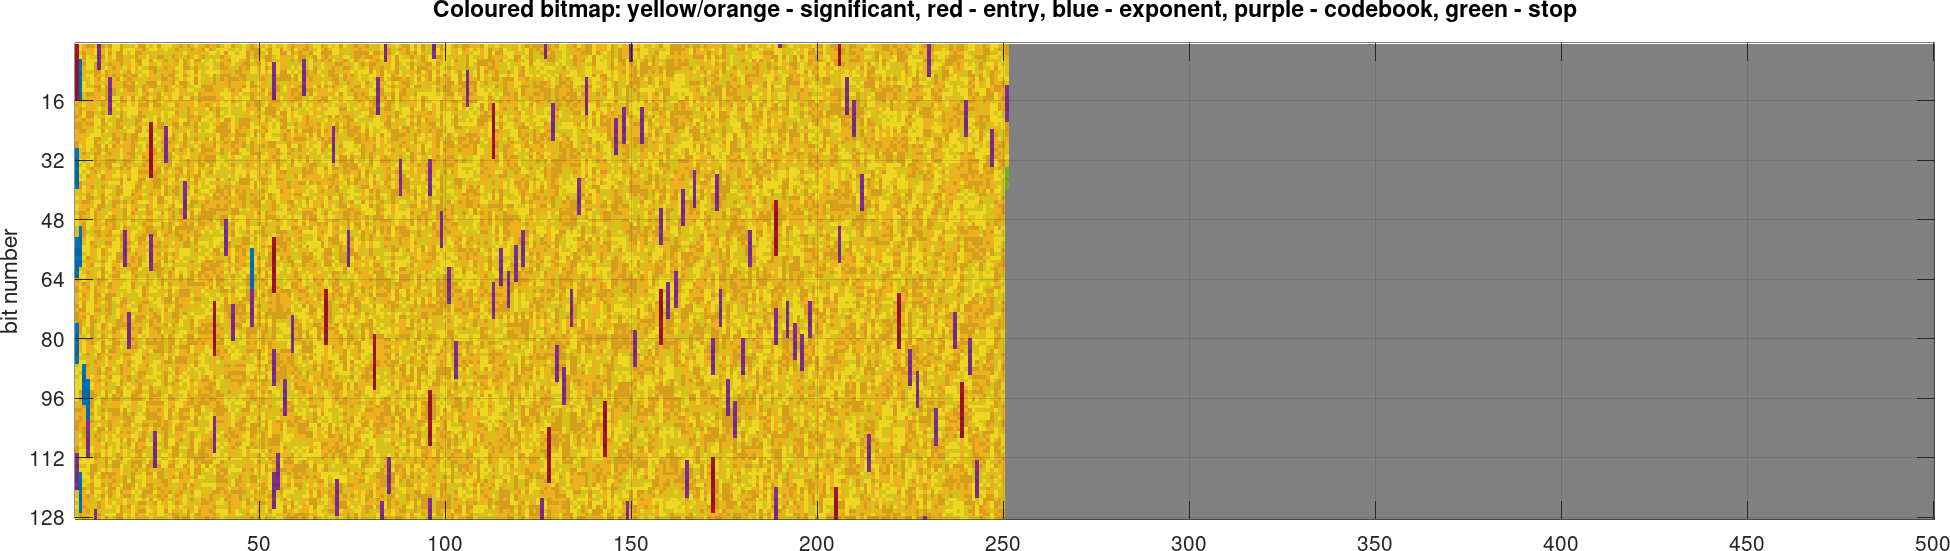 Coloured bitmap: yellow/orange - significant, red - entry, blue - exponent, purple - codebook, green - stop
bit number
16
32
48
64
80
96
112
128
50 100 150 200 250 300 350 400 450 500